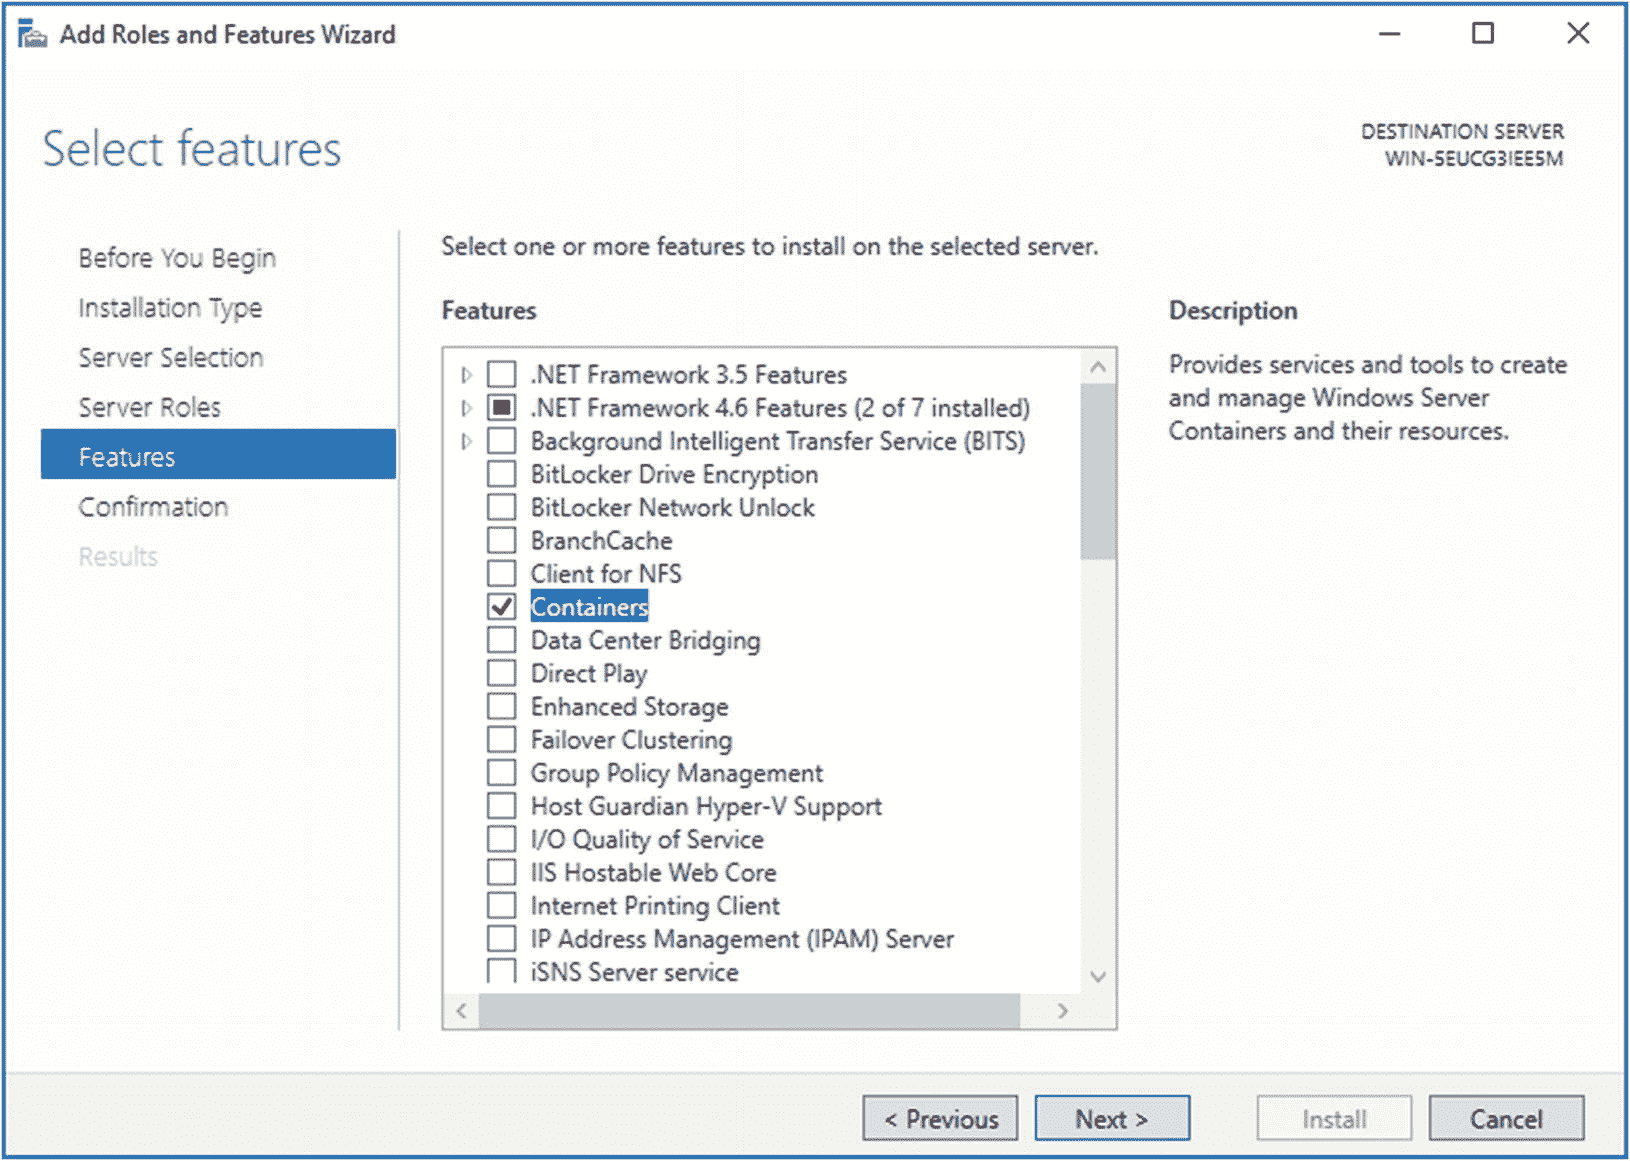 Add Roles and Features Wizard
Select features
DESTINATION SERVER
WIN-5EUCG3IEE5M
Before You Begin
Installation Type
Server Selection
Server Roles
Features
Confirmation
Results
Select one or more features to install on the selected server.
Features
.NET Framework 3.5 Features
.NET Framework 4.6 Features (2 of 7 installed)
Background Intelligent Transfer Service (BITS)
BitLocker Drive Encryption
BitLocker Network Unlock
BranchCache
Client for NFS
Containers
Data Center Bridging
Direct Play
Enhanced Storage
Failover Clustering
Group Policy Management
Host Guardian Hyper-V Support
I/O Quality of Service
IIS Hostable Web Core
Internet Printing Client
IP Address Management (IPAM) Server
iSNS Server service
Description
Provides services and tools to create
and manage Windows Server
Containers and their resources.
< Previous
Next >
Install
Cancel